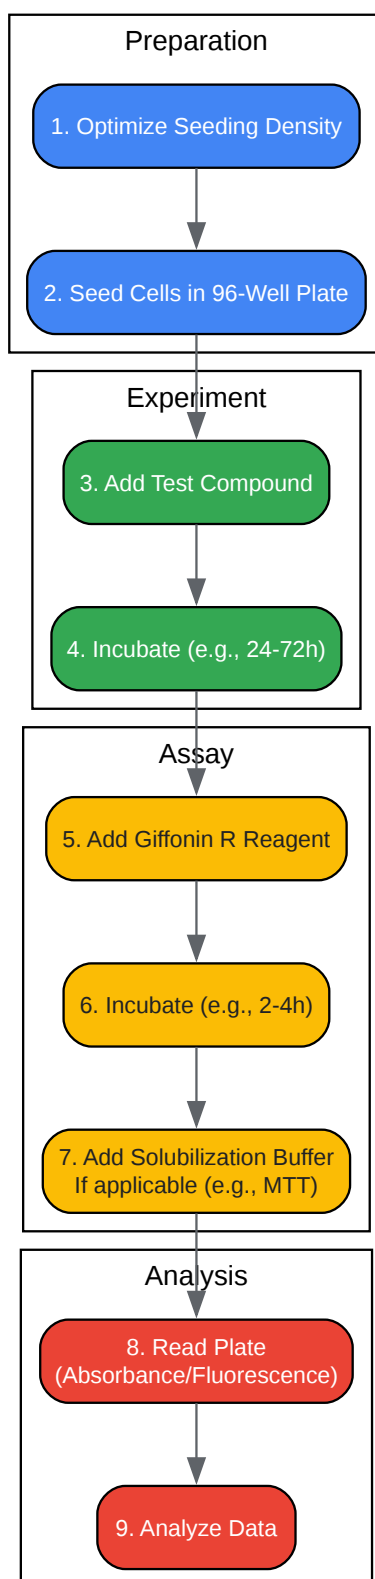 Preparation
1. Optimize Seeding Density
2. Seed Cells in 96-Well Plate
Experiment
3. Add Test Compound
4. Incubate (e.g., 24-72h)
Assay
5. Add Giffonin R Reagent
6. Incubate (e.g., 2-4h)
7. Add Solubilization Buffer
If applicable (e.g., MTT)
Analysis
8. Read Plate
(Absorbance/Fluorescence)
9. Analyze Data